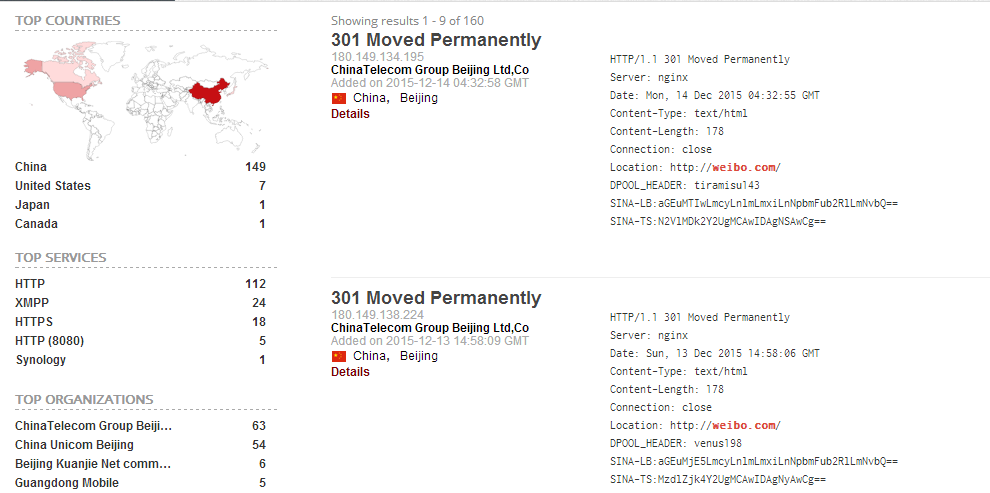 TOP COUNTRIES
China 149
United States 7
Japan 1
Canada 1
TOP SERVICES
HTTP 112
XMPP 24
HTTPS 18
HTTP (8080) 5
Synology 1
TOP ORGANIZATIONS
ChinaTelecom Group Beiji... 63
China Unicom Beijing 54
Beijing Kuanjie Net comm... 6
Guangdong Mobile 5
Showing results 1 - 9 of 160
301 Moved Permanently
180.149.134.195
ChinaTelecom Group Beijing Ltd,Co
Added on 2015-12-14 04:32:58 GMT
China, Beijing
Details
HTTP/1.1 301 Moved Permanently
Server: nginx
Date: Mon, 14 Dec 2015 04:32:55 GMT
Content-Type: text/html
Content-Length: 178
Connection: close
Location: http://weibo.com/
DPOOL_HEADER: tiramisu143
SINA-LB:aGEuMTIwLmcyLnlmLmxiLnNpbmFub2RlLmNvbQ==
SINA-TS:N2VlMDk2Y2UgMCAwIDAgNSAwCg==
301 Moved Permanently
180.149.138.224
ChinaTelecom Group Beijing Ltd,Co
Added on 2015-12-13 14:58:09 GMT
China, Beijing
Details
HTTP/1.1 301 Moved Permanently
Server: nginx
Date: Sun, 13 Dec 2015 14:58:06 GMT
Content-Type: text/html
Content-Length: 178
Connection: close
Location: http://weibo.com/
DPOOL_HEADER: venus198
SINA-LB:aGEuMjE5LmcyLnlmLmxiLnNpbmFub2RlLmNvbQ==
SINA-TS:MzdlZjk4Y2UgMCAwIDAgNyAwCg==